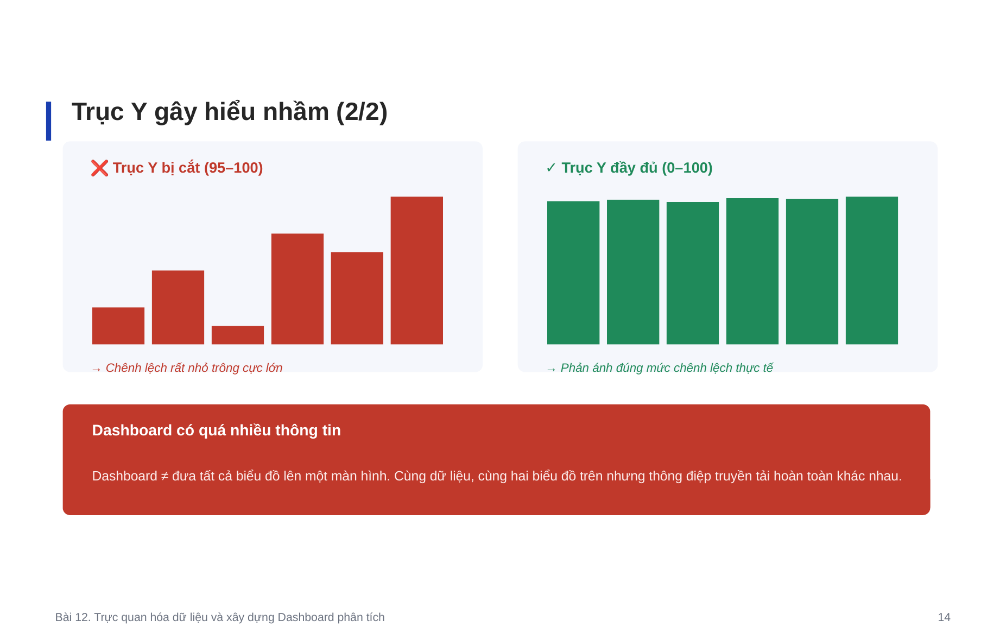 Trục Y gây hiểu nhầm (2/2)
❌ Trục Y bị cắt (95–100)
→ Chênh lệch rất nhỏ trông cực lớn
✓ Trục Y đầy đủ (0–100)
→ Phản ánh đúng mức chênh lệch thực tế
Dashboard có quá nhiều thông tin
Dashboard ≠ đưa tất cả biểu đồ lên một màn hình. Cùng dữ liệu, cùng hai biểu đồ trên nhưng thông điệp truyền tải hoàn toàn khác nhau.
Bài 12. Trực quan hóa dữ liệu và xây dựng Dashboard phân tích
14